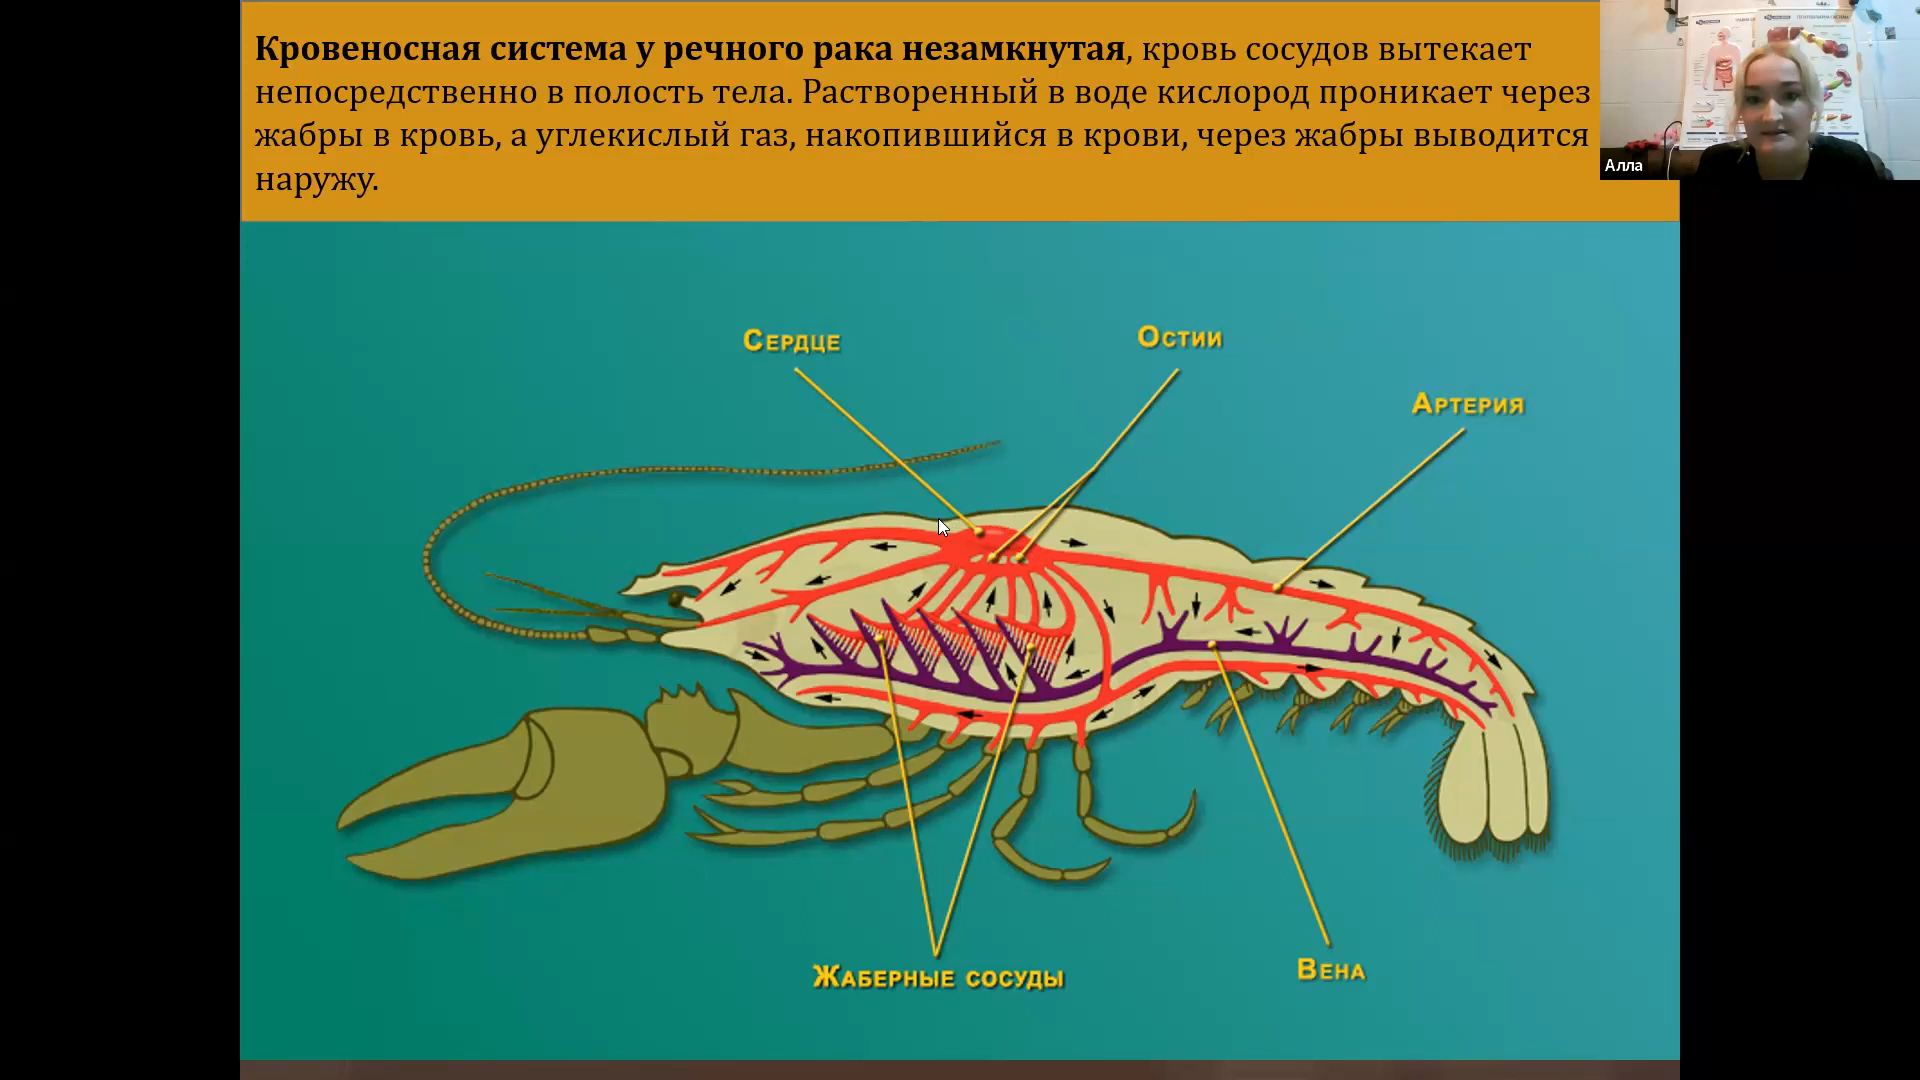 Кровеносная система у речного рака незамкнутая, кровь сосудов вытекает
непосредственно в полость тела. Растворенный в воде кислород проникает через
жабры в кровь, а углекислый газ, накопившийся в крови, через жабры выводится
наружу.
Алла
Сердце
Остии
Артерия
Жаберные сосуды
Вена